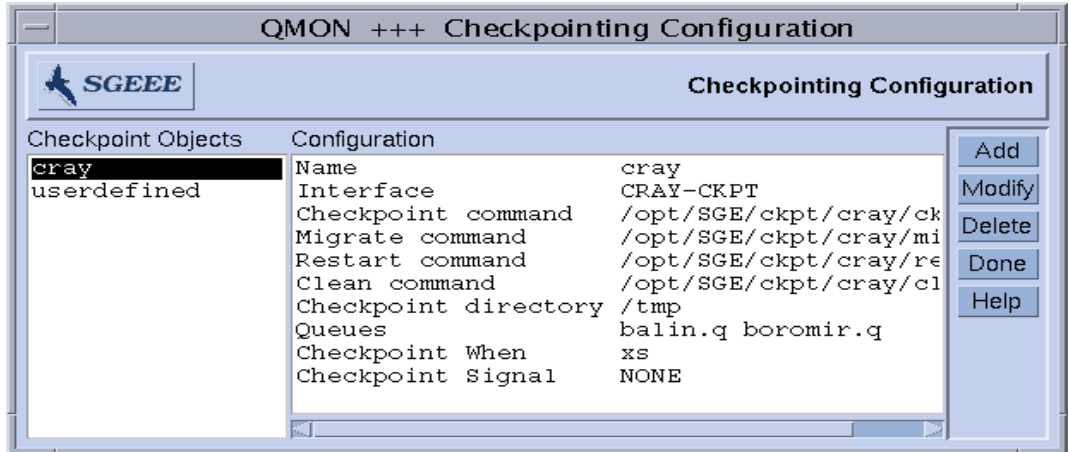 QMON +++ Checkpointing Configuration
SGEEE
Checkpointing Configuration
Checkpoint Objects
cray
userdefined
Configuration
Name cray
Interface CRAY-CKPT
Checkpoint command /opt/SGE/ckpt/cray/ck
Migrate command /opt/SGE/ckpt/cray/mi
Restart command /opt/SGE/ckpt/cray/re
Clean command /opt/SGE/ckpt/cray/cl
Checkpoint directory /tmp
Queues balin.q boromir.q
Checkpoint When xs
Checkpoint Signal NONE
Add
Modify
Delete
Done
Help